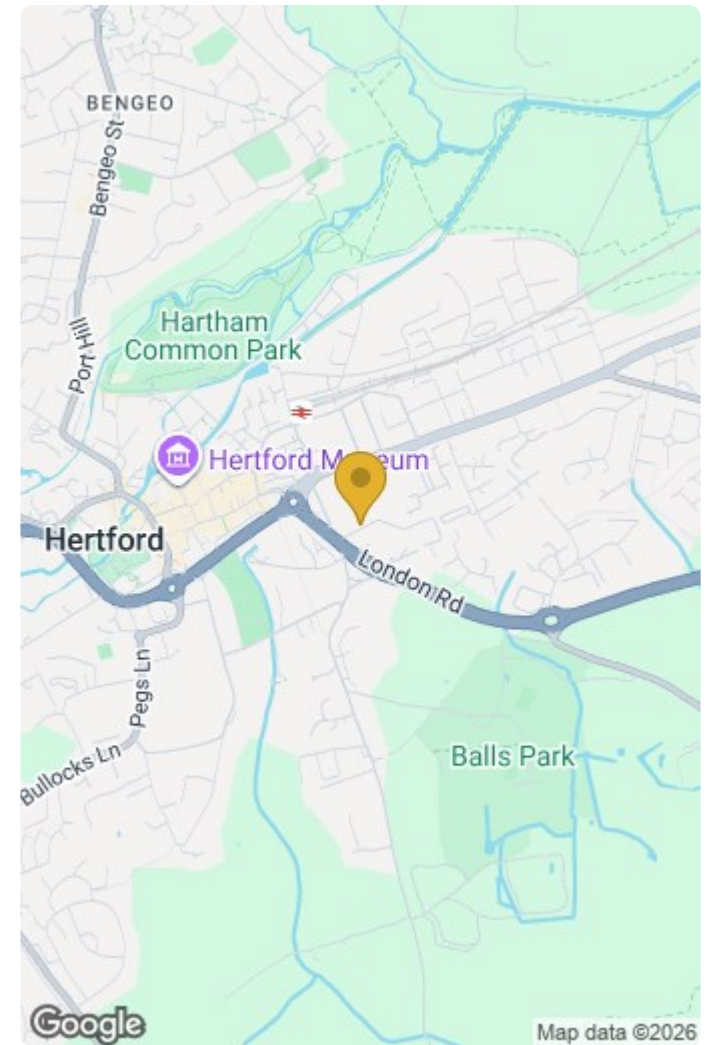 BENGEO
Bengeo St
Port Hill
Hartham
Common Park
Hertford Museum
Hertford
London Rd
Pegs Ln
Bullocks Ln
Balls Park
Google
Map data ©2026